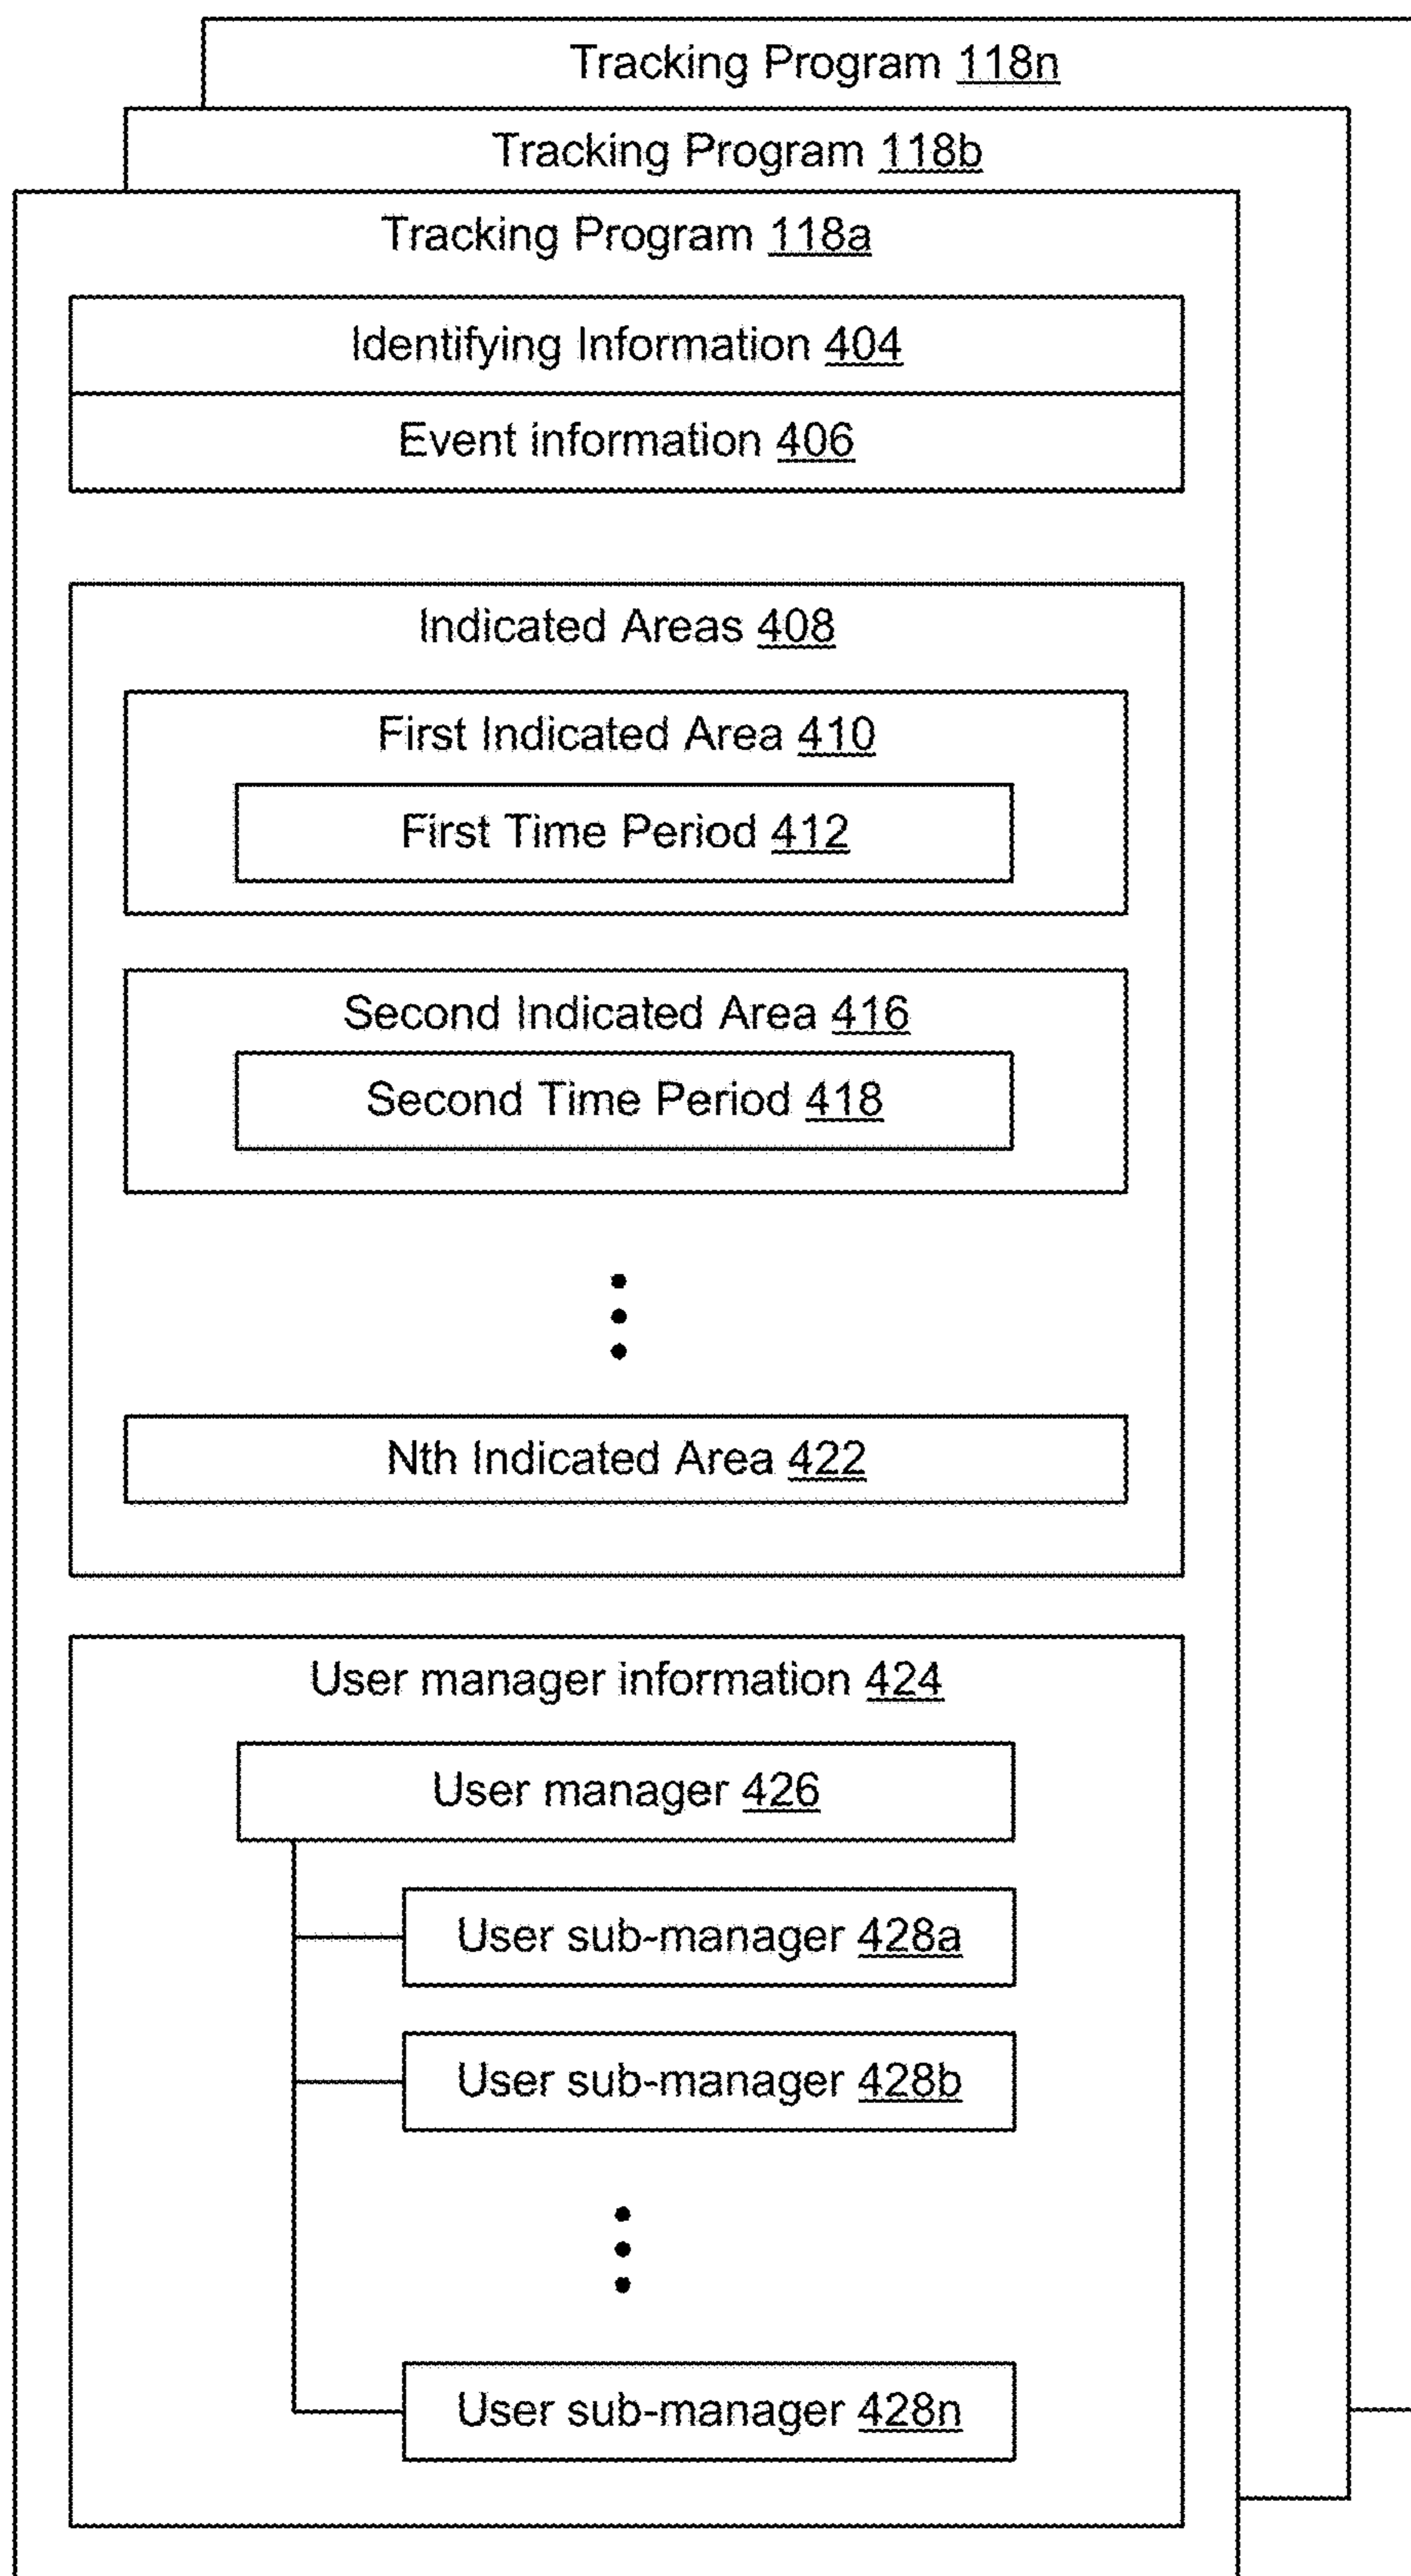 Tracking Program 118n
Tracking Program 118b
Tracking Program 118a
Identifying Information 404
Event information 406
Indicated Areas 408
First Indicated Area 410
First Time Period 412
Second Indicated Area 416
Second Time Period 418
Nth Indicated Area 422
User manager information 424
User manager 426
User sub-manager 428a
User sub-manager 428b
User sub-manager 428n